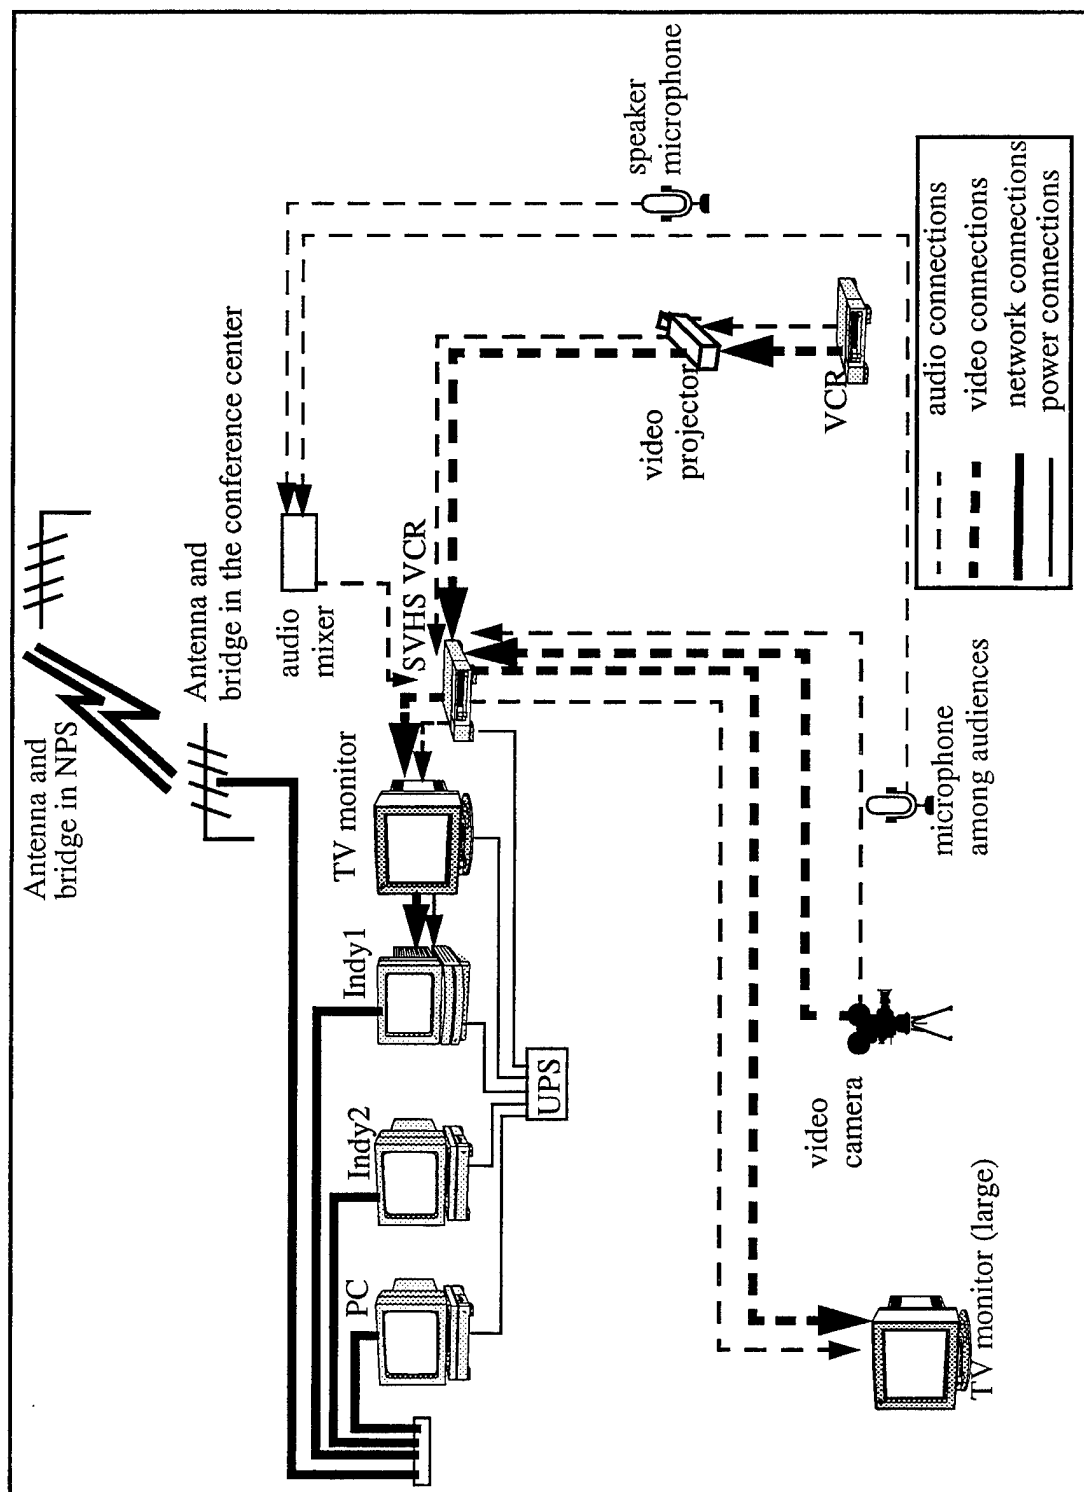 Antenna and
bridge in NPS
Antenna and
bridge in the conference center
speaker
microphone
audio
mixer
PC
Indy2
Indy1
TV monitor
SVHS VCR
UPS
video
projector
VCR
video
camera
microphone
among audiences
TV monitor (large)
audio connections
video connections
network connections
power connections